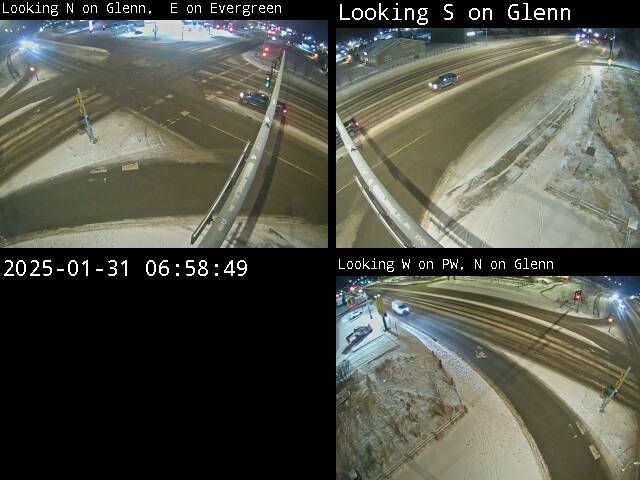 Looking N on Glenn,  E on Evergreen
Looking S on Glenn
2025-01-31 06:58:49
Looking W on PW, N on Glenn